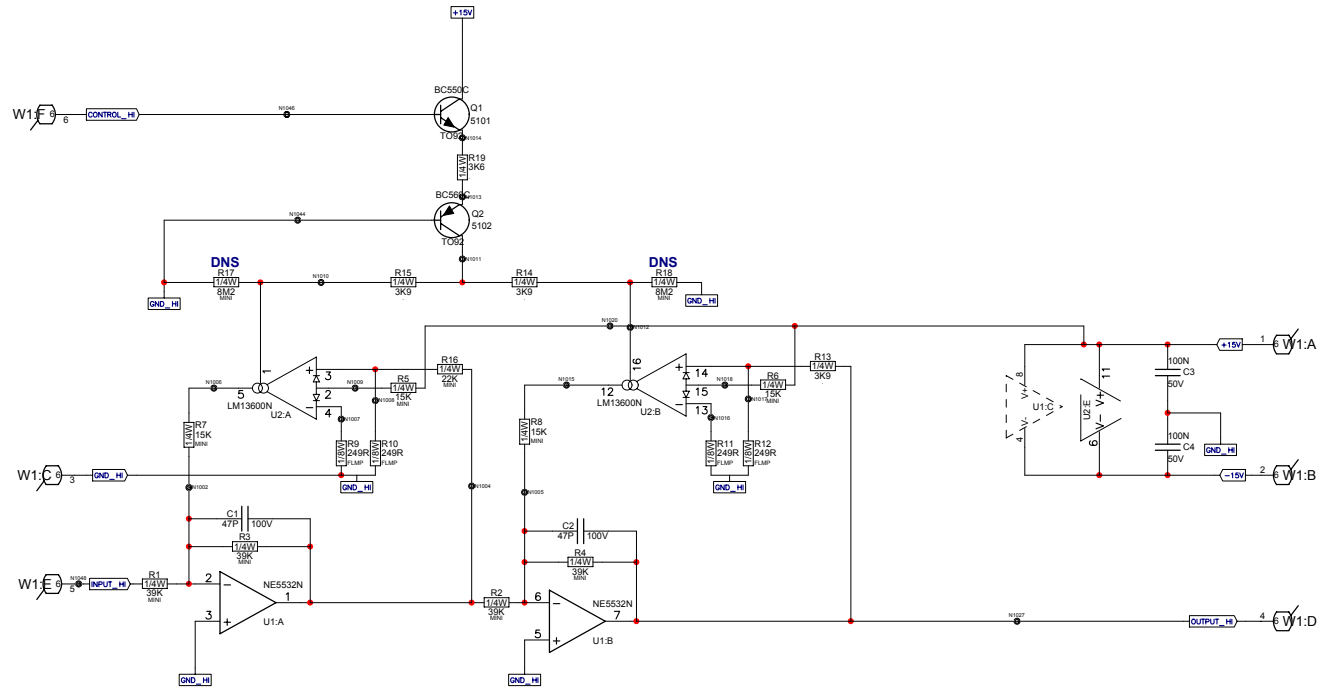 +15V
BC550C
W1:F 6
6
CONTROL_HI
N1046
Q1
5101
TO92
N1014
1/4W
R19
3K6
N1013
BC560C
N1044
Q2
5102
TO92
N1011
DNS
R17
1/4W
8M2
MINI
GND_HI
N1010
R15
1/4W
3K9
R14
1/4W
3K9
DNS
R18
1/4W
8M2
MINI
GND_HI
N1020
N1012
1
3
2
4
5
LM13600N
U2:A
N1006
N1009
N1007
N1008
R5
1/4W
15K
MINI
R16
1/4W
22K
MINI
R7
1/4W
15K
MINI
R9
1/8W
249R
FLMP
R10
1/8W
249R
FLMP
GND_HI
16
14
15
13
12
LM13600N
U2:B
N1015
N1018
N1016
N1017
R6
1/4W
15K
MINI
R13
1/4W
3K9
R8
1/4W
15K
MINI
R11
1/8W
249R
FLMP
R12
1/8W
249R
FLMP
GND_HI
8
V+
U1:C
V-
4
11
V+
U2:E
V-
6
100N
C3
50V
100N
C4
50V
GND_HI
+15V
1
6 W1:A
-15V
2
6 W1:B
W1:C 6
3
GND_HI
N1002
N1004
N1005
C1
47P
100V
R3
1/4W
39K
MINI
C2
47P
100V
R4
1/4W
39K
MINI
W1:E 6
5
N1048
INPUT_HI
R1
1/4W
39K
MINI
2
3
1
NE5532N
U1:A
GND_HI
R2
1/4W
39K
MINI
6
5
7
NE5532N
U1:B
GND_HI
N1027
OUTPUT_HI
4
6 W1:D